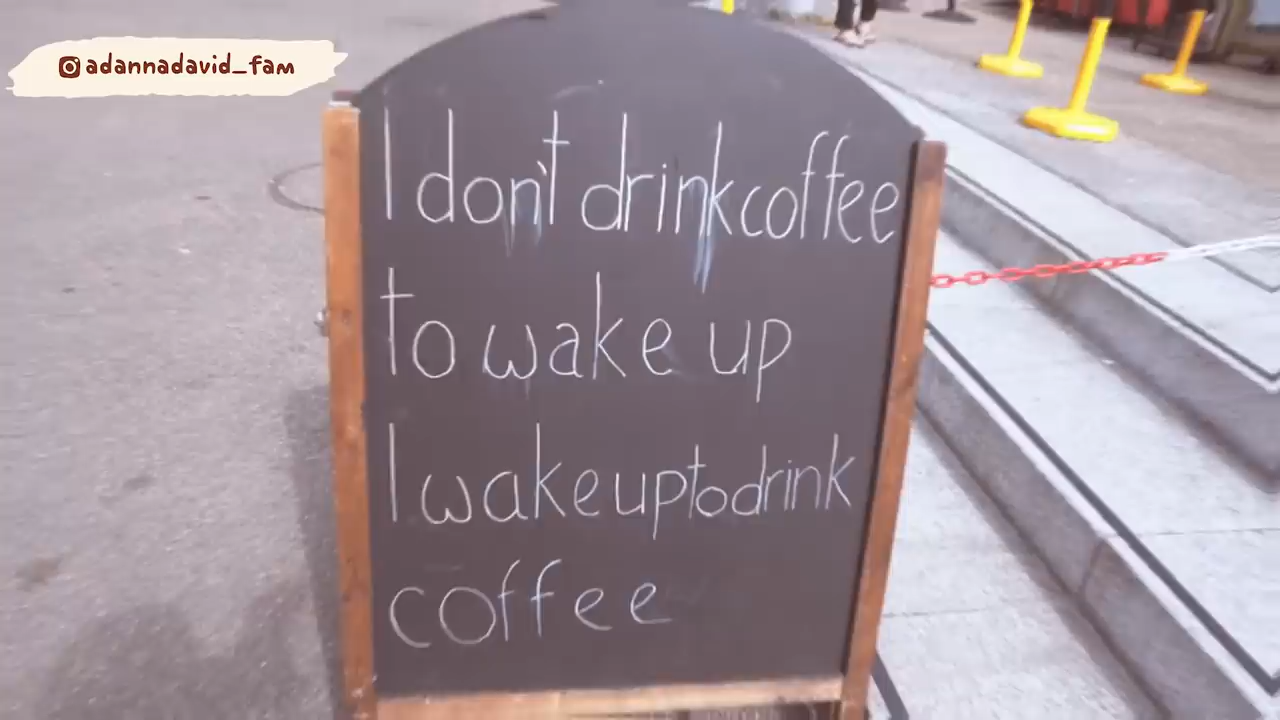 adannadavid_fam
I don't drink coffee
to wake up
I wake up to drink
coffee